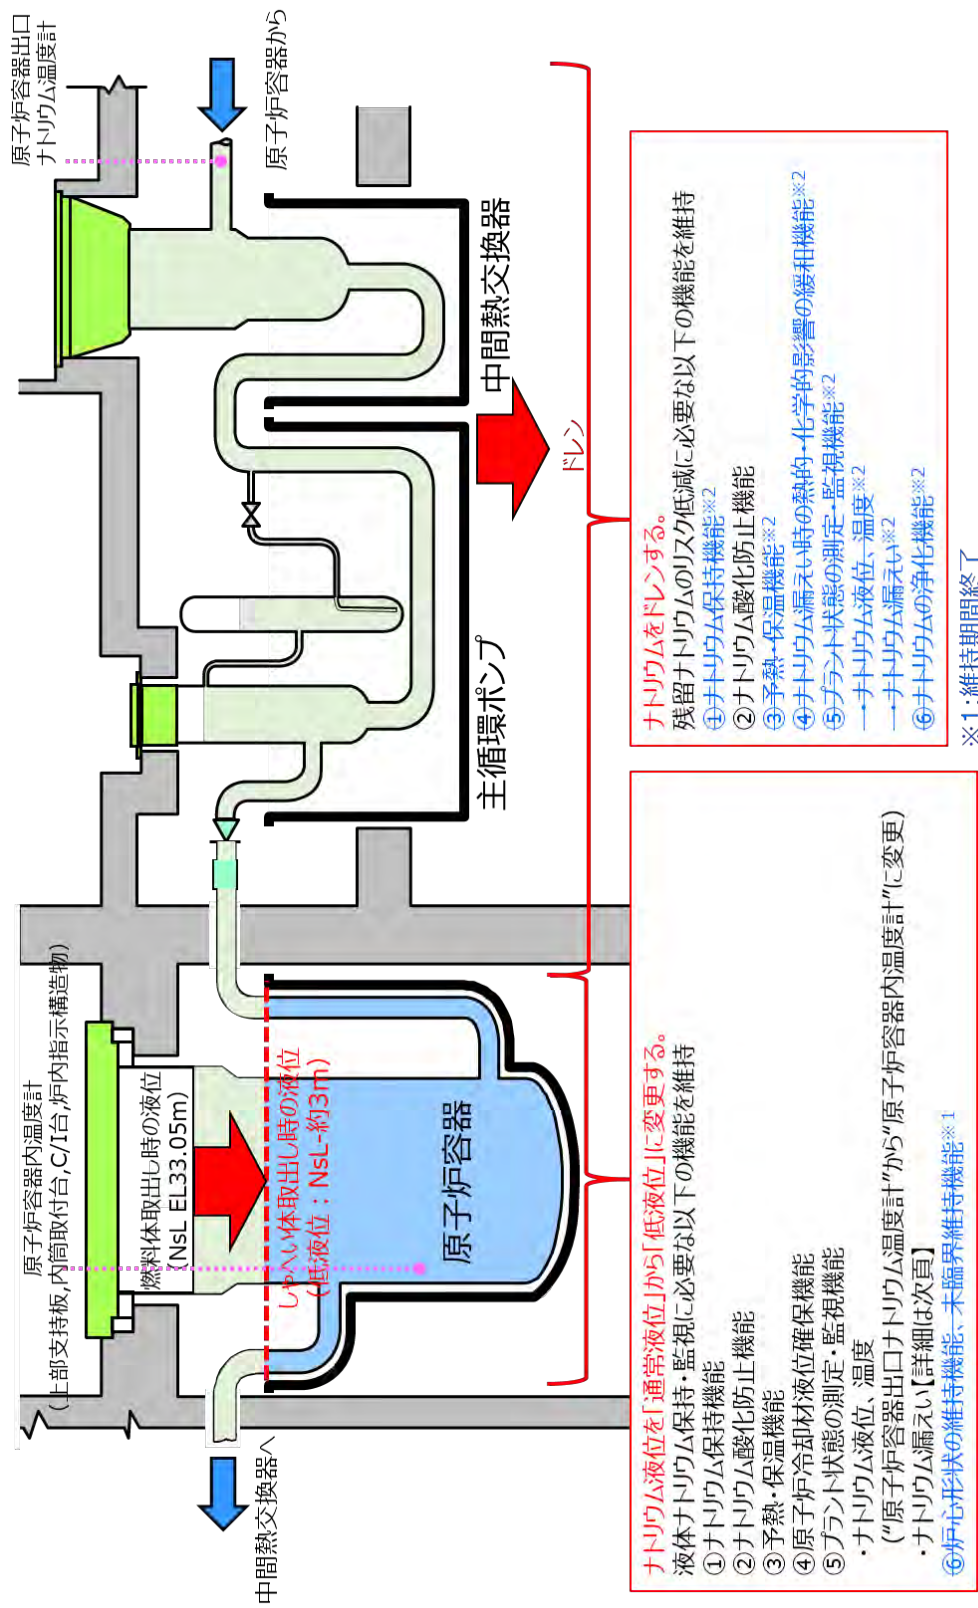 原子炉容器内温度計
(上部支持板,内筒取付台,C/I台,炉内指示構造物)
原子炉容器出口
ナトリウム温度計
燃料体取出し時の液位
(NsL EL33.05m)
中間熱交換器へ
原子炉容器から
しゃへい体取出し時の液位
(低液位：NsL-約3m)
原子炉容器
主循環ポンプ
中間熱交換器
ドレン
ナトリウム液位を「通常液位」から「低液位」に変更する。
液体ナトリウム保持・監視に必要な以下の機能を維持
①ナトリウム保持機能
②ナトリウム酸化防止機能
③予熱・保温機能
④原子炉冷却材液位確保機能
⑤プラント状態の測定・監視機能
・ナトリウム液位、温度
(“原子炉容器出口ナトリウム温度計”から“原子炉容器内温度計”に変更)
・ナトリウム漏えい【詳細は次頁】
⑥炉心形状の維持機能、未臨界維持機能※1
ナトリウムをドレンする。
残留ナトリウムのリスク低減に必要な以下の機能を維持
①ナトリウム保持機能※2
②ナトリウム酸化防止機能
③予熱・保温機能※2
④ナトリウム漏えい時の熱的・化学的影響の緩和機能※2
⑤プラント状態の測定・監視機能※2
・ナトリウム液位、温度※2
・ナトリウム漏えい※2
⑥ナトリウムの浄化機能※2
※1:維持期間終了